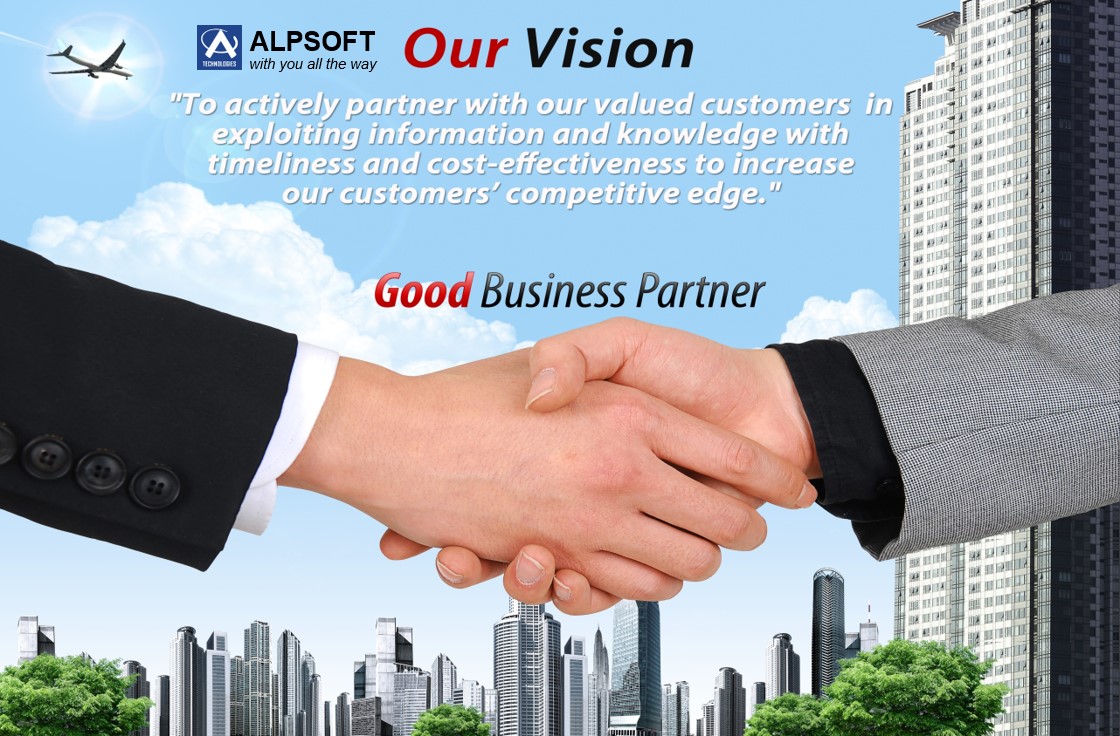 ALPSOFT
with you all the way
TECHNOLOGIES
Our Vision
"To actively partner with our valued customers in
exploiting information and knowledge with
timeliness and cost-effectiveness to increase
our customers’ competitive edge."
Good Business Partner